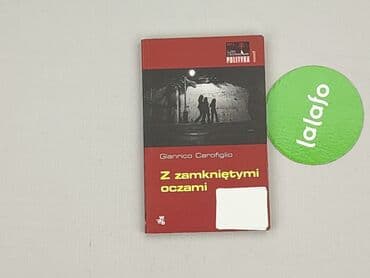 POLITYKA
Gianrico Carofiglio
Z zamkniętymi
oczami
lalafo